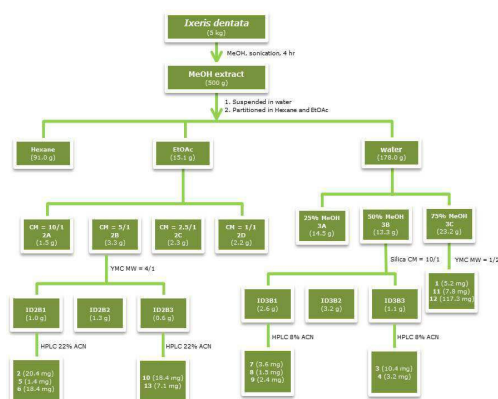 Ixeris dentata
(5 kg)
MeOH, sonication, 4 hr
MeOH extract
(500 g)
1. Suspended in water
2. Partitioned in Hexane and EtOAc
Hexane
(91.0 g)
EtOAc
(15.1 g)
water
(178.0 g)
CM = 10/1
2A
(1.5 g)
CM = 5/1
2B
(3.3 g)
CM = 2.5/1
2C
(2.3 g)
CM = 1/1
2D
(2.2 g)
25% MeOH
3A
(14.5 g)
50% MeOH
3B
(13.3 g)
75% MeOH
3C
(23.2 g)
YMC MW = 4/1
Silica CM = 10/1
YMC MW = 1/2
1 (5.2 mg)
11 (7.8 mg)
12 (117.3 mg)
ID2B1
(1.0 g)
ID2B2
(1.3 g)
ID2B3
(0.6 g)
ID3B1
(2.6 g)
ID3B2
(3.2 g)
ID3B3
(1.1 g)
HPLC 22% ACN
HPLC 22% ACN
HPLC 8% ACN
HPLC 8% ACN
2 (20.4 mg)
5 (1.4 mg)
6 (18.4 mg)
10 (18.4 mg)
13 (7.1 mg)
7 (3.8 mg)
8 (1.5 mg)
9 (2.4 mg)
3 (10.4 mg)
4 (3.2 mg)